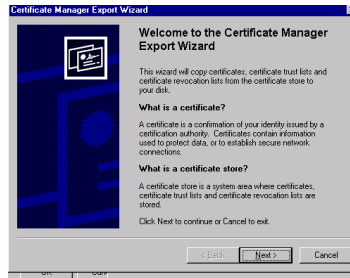 Certificate Manager Export Wizard
Welcome to the Certificate Manager
Export Wizard
This wizard will copy certificates, certificate trust lists and
certificate revocation lists from the certificate store to
your disk.
What is a certificate?
A certificate is a confirmation of your identity issued by a
certification authority. Certificates contain information
used to protect data, or to establish secure network
connections.
What is a certificate store?
A certificate store is a system area where certificates,
certificate trust lists and certificate revocation lists are
stored.
Click Next to continue or Cancel to exit.
< Back Next > Cancel